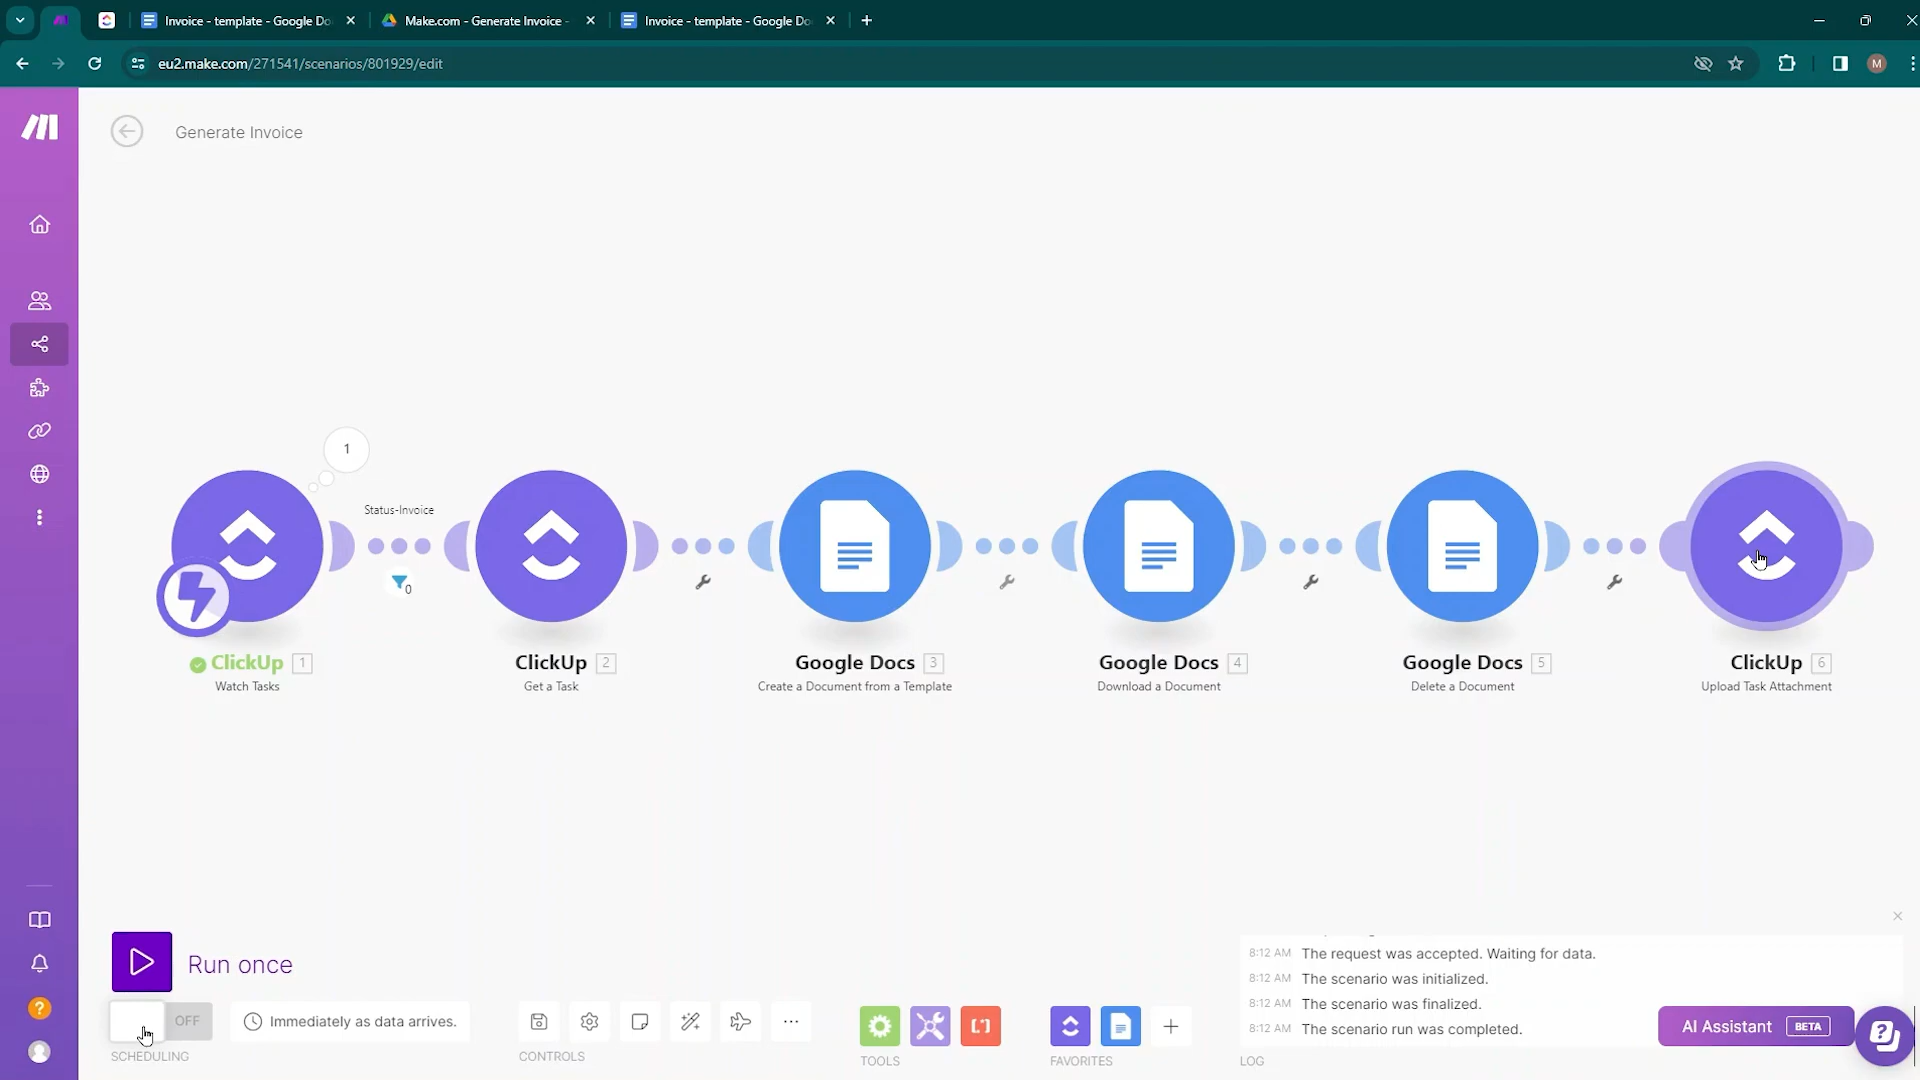 Invoice - template - Google Do
Make.com - Generate Invoice -
Invoice - template - Google Do
eu2.make.com/271541/scenarios/801929/edit
M
Generate Invoice
1
Status-Invoice
0
ClickUp 1
Watch Tasks
ClickUp 2
Get a Task
Google Docs 3
Create a Document from a Template
Google Docs 4
Download a Document
Google Docs 5
Delete a Document
ClickUp 6
Upload Task Attachment
Run once
OFF
Immediately as data arrives.
SCHEDULING
CONTROLS
TOOLS
FAVORITES
8:12 AM The request was accepted. Waiting for data.
8:12 AM The scenario was initialized.
8:12 AM The scenario was finalized.
8:12 AM The scenario run was completed.
LOG
AI Assistant BETA